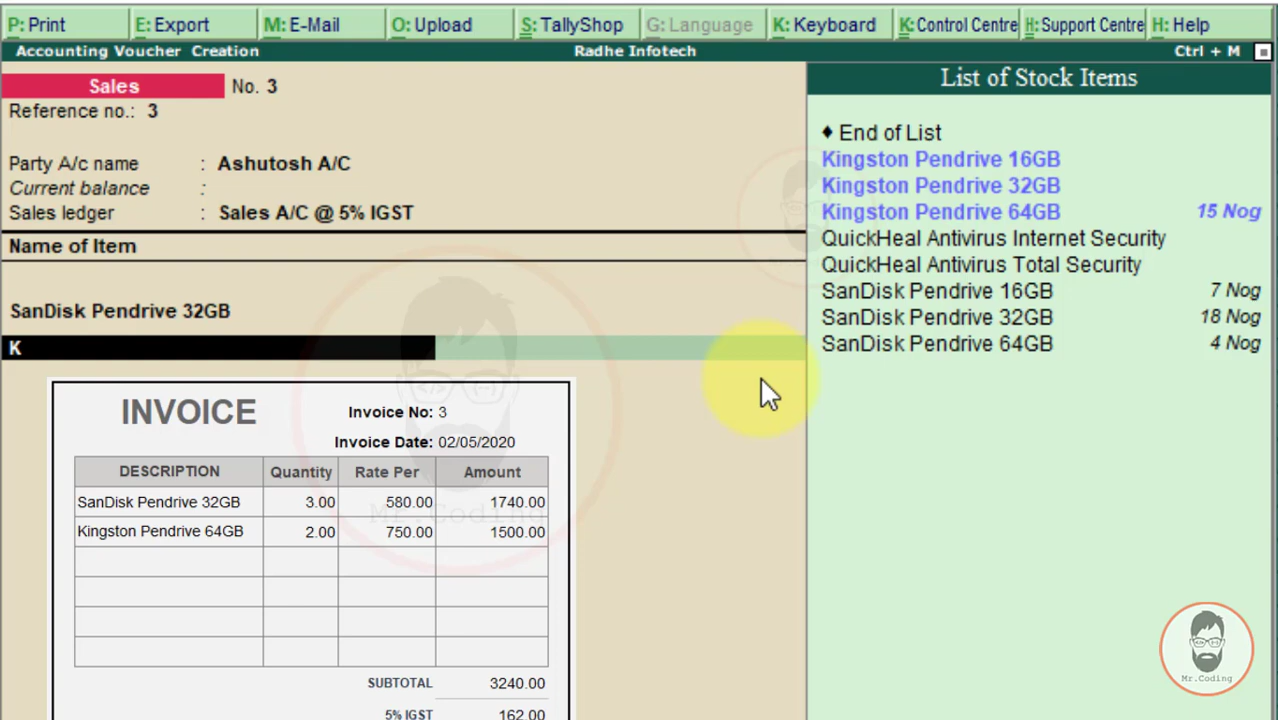 P: Print E: Export M: E-Mail O: Upload S: TallyShop G: Language K: Keyboard K: Control Centre H: Support Centre H: Help
Accounting Voucher Creation Radhe Infotech Ctrl + M
Sales No. 3
Reference no.: 3
Party A/c name : Ashutosh A/C
Current balance :
Sales ledger : Sales A/C @ 5% IGST
Name of Item
SanDisk Pendrive 32GB
K
List of Stock Items
♦ End of List
Kingston Pendrive 16GB
Kingston Pendrive 32GB
Kingston Pendrive 64GB 15 Nog
QuickHeal Antivirus Internet Security
QuickHeal Antivirus Total Security
SanDisk Pendrive 16GB 7 Nog
SanDisk Pendrive 32GB 18 Nog
SanDisk Pendrive 64GB 4 Nog
INVOICE
Invoice No: 3
Invoice Date: 02/05/2020
DESCRIPTION Quantity Rate Per Amount
SanDisk Pendrive 32GB 3.00 580.00 1740.00
Kingston Pendrive 64GB 2.00 750.00 1500.00
SUBTOTAL 3240.00
5% IGST 162.00
Mr.Coding
Mr.Coding